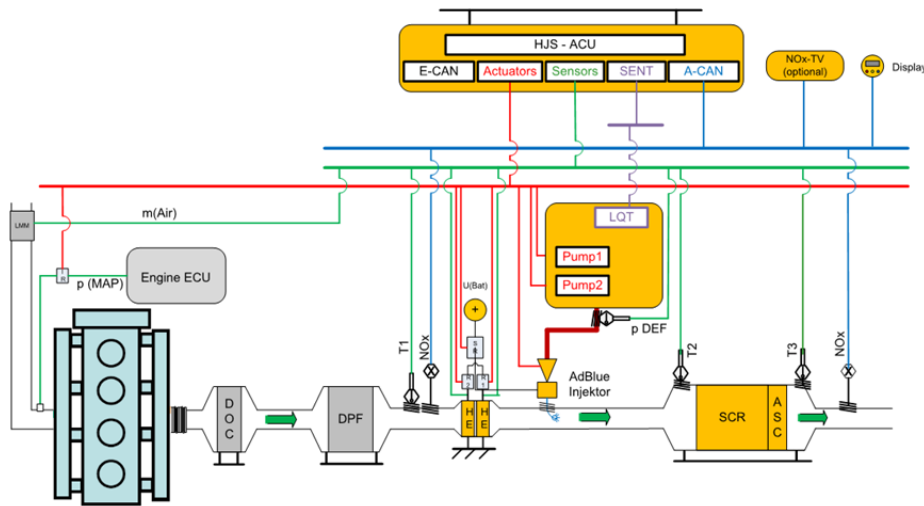 HJS - ACU
E-CAN
Actuators
Sensors
SENT
A-CAN
NOx-TV
(optional)
Display
LMM
m(Air)
p (MAP)
Engine ECU
U(Bat)
LQT
Pump1
Pump2
p DEF
T1
NOx
T2
T3
NOx
AdBlue
Injektor
DOC
DPF
HE
HE
SCR
ASC